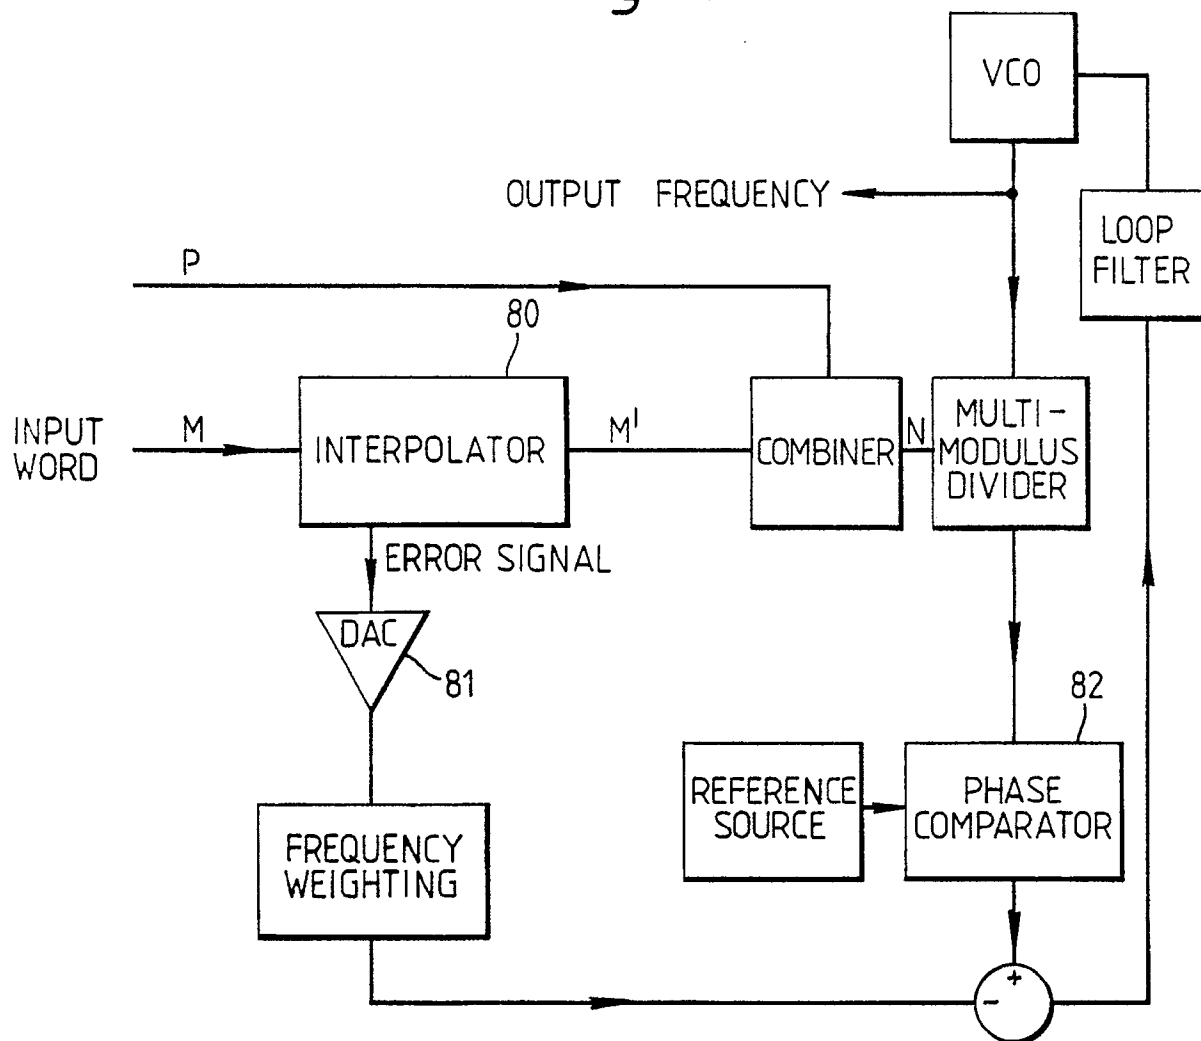 VCO
OUTPUT FREQUENCY
LOOP
FILTER
P
80
INPUT
WORD
M
INTERPOLATOR
M'
COMBINER
N
MULTI-
MODULUS
DIVIDER
ERROR SIGNAL
DAC
81
82
REFERENCE
SOURCE
PHASE
COMPARATOR
FREQUENCY
WEIGHTING
+
-